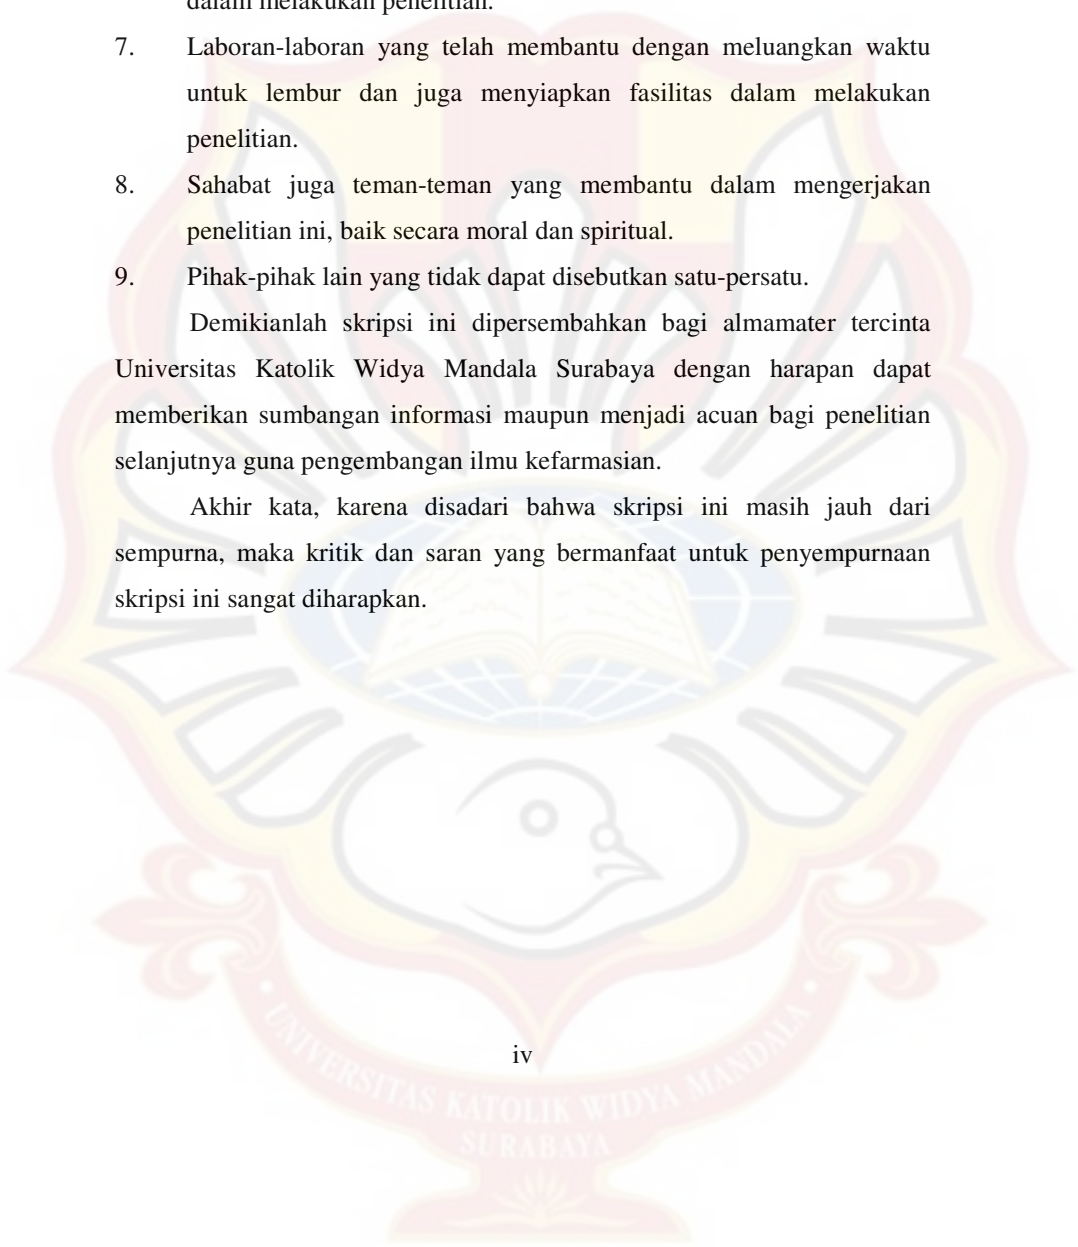 dalam melakukan penelitian.
7. Laboran-laboran yang telah membantu dengan meluangkan waktu
untuk lembur dan juga menyiapkan fasilitas dalam melakukan
penelitian.
8. Sahabat juga teman-teman yang membantu dalam mengerjakan
penelitian ini, baik secara moral dan spiritual.
9. Pihak-pihak lain yang tidak dapat disebutkan satu-persatu.
Demikianlah skripsi ini dipersembahkan bagi almamater tercinta
Universitas Katolik Widya Mandala Surabaya dengan harapan dapat
memberikan sumbangan informasi maupun menjadi acuan bagi penelitian
selanjutnya guna pengembangan ilmu kefarmasian.
Akhir kata, karena disadari bahwa skripsi ini masih jauh dari
sempurna, maka kritik dan saran yang bermanfaat untuk penyempurnaan
skripsi ini sangat diharapkan.
iv
UNIVERSITAS KATOLIK WIDYA MANDALA
SURABAYA